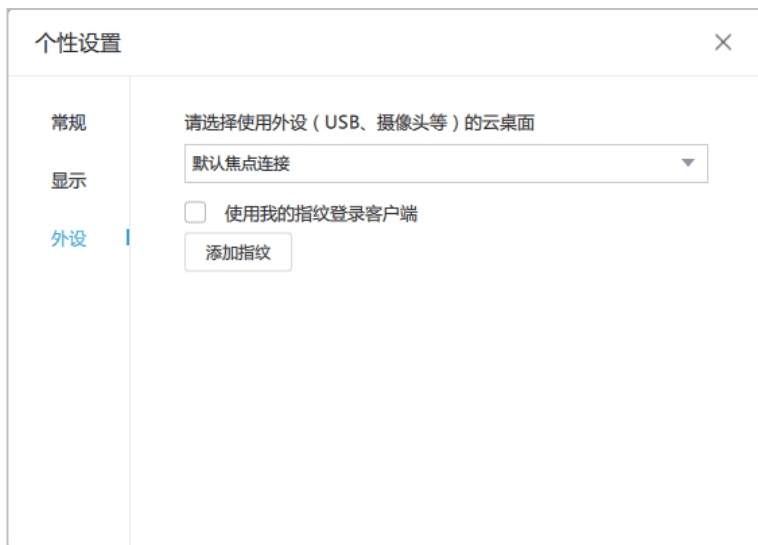 个性设置
常规
显示
外设
请选择使用外设（USB、摄像头等）的云桌面
默认焦点连接
使用我的指纹登录客户端
添加指纹